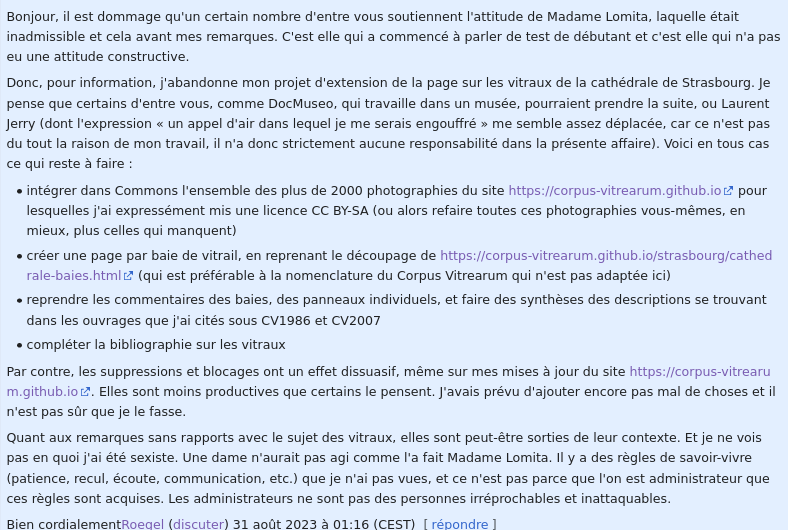 Bonjour, il est dommage qu'un certain nombre d'entre vous soutiennent l'attitude de Madame Lomita, laquelle était
inadmissible et cela avant mes remarques. C'est elle qui a commencé à parler de test de débutant et c'est elle qui n'a pas
eu une attitude constructive.
Donc, pour information, j'abandonne mon projet d'extension de la page sur les vitraux de la cathédrale de Strasbourg. Je
pense que certains d'entre vous, comme DocMuseo, qui travaille dans un musée, pourraient prendre la suite, ou Laurent
Jerry (dont l'expression « un appel d'air dans lequel je me serais engouffré » me semble assez déplacée, car ce n'est pas
du tout la raison de mon travail, il n'a donc strictement aucune responsabilité dans la présente affaire). Voici en tous cas
ce qui reste à faire :
• intégrer dans Commons l'ensemble des plus de 2000 photographies du site https://corpus-vitrearum.github.io pour
lesquelles j'ai expressément mis une licence CC BY-SA (ou alors refaire toutes ces photographies vous-mêmes, en
mieux, plus celles qui manquent)
• créer une page par baie de vitrail, en reprenant le découpage de https://corpus-vitrearum.github.io/strasbourg/cathed
rale-baies.html (qui est préférable à la nomenclature du Corpus Vitrearum qui n'est pas adaptée ici)
• reprendre les commentaires des baies, des panneaux individuels, et faire des synthèses des descriptions se trouvant
dans les ouvrages que j'ai cités sous CV1986 et CV2007
• compléter la bibliographie sur les vitraux
Par contre, les suppressions et blocages ont un effet dissuasif, même sur mes mises à jour du site https://corpus-vitrearu
m.github.io. Elles sont moins productives que certains le pensent. J'avais prévu d'ajouter encore pas mal de choses et il
n'est pas sûr que je le fasse.
Quant aux remarques sans rapports avec le sujet des vitraux, elles sont peut-être sorties de leur contexte. Et je ne vois
pas en quoi j'ai été sexiste. Une dame n'aurait pas agi comme l'a fait Madame Lomita. Il y a des règles de savoir-vivre
(patience, recul, écoute, communication, etc.) que je n'ai pas vues, et ce n'est pas parce que l'on est administrateur que
ces règles sont acquises. Les administrateurs ne sont pas des personnes irréprochables et inattaquables.
Bien cordialementRoegel (discuter) 31 août 2023 à 01:16 (CEST) [ répondre ]